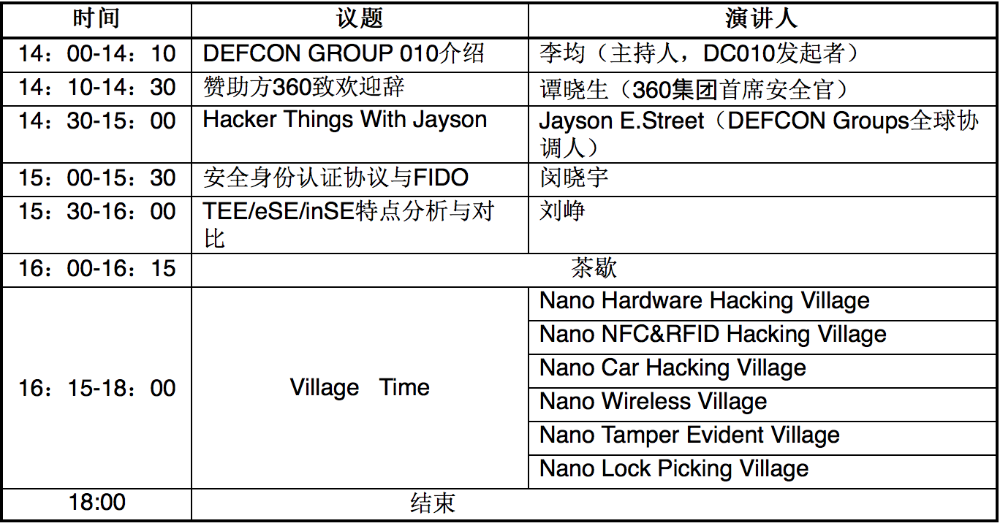 时间 议题 演讲人
14：00-14：10 DEFCON GROUP 010介绍 李均（主持人，DC010发起者）
14：10-14：30 赞助方360致欢迎辞 谭晓生（360集团首席安全官）
14：30-15：00 Hacker Things With Jayson Jayson E.Street（DEFCON Groups全球协
调人）
15：00-15：30 安全身份认证协议与FIDO 闵晓宇
15：30-16：00 TEE/eSE/inSE特点分析与对 刘峥
比
16：00-16：15 茶歇
Nano Hardware Hacking Village
Nano NFC&RFID Hacking Village
Nano Car Hacking Village
16：15-18：00 Village Time
Nano Wireless Village
Nano Tamper Evident Village
Nano Lock Picking Village
18:00 结束